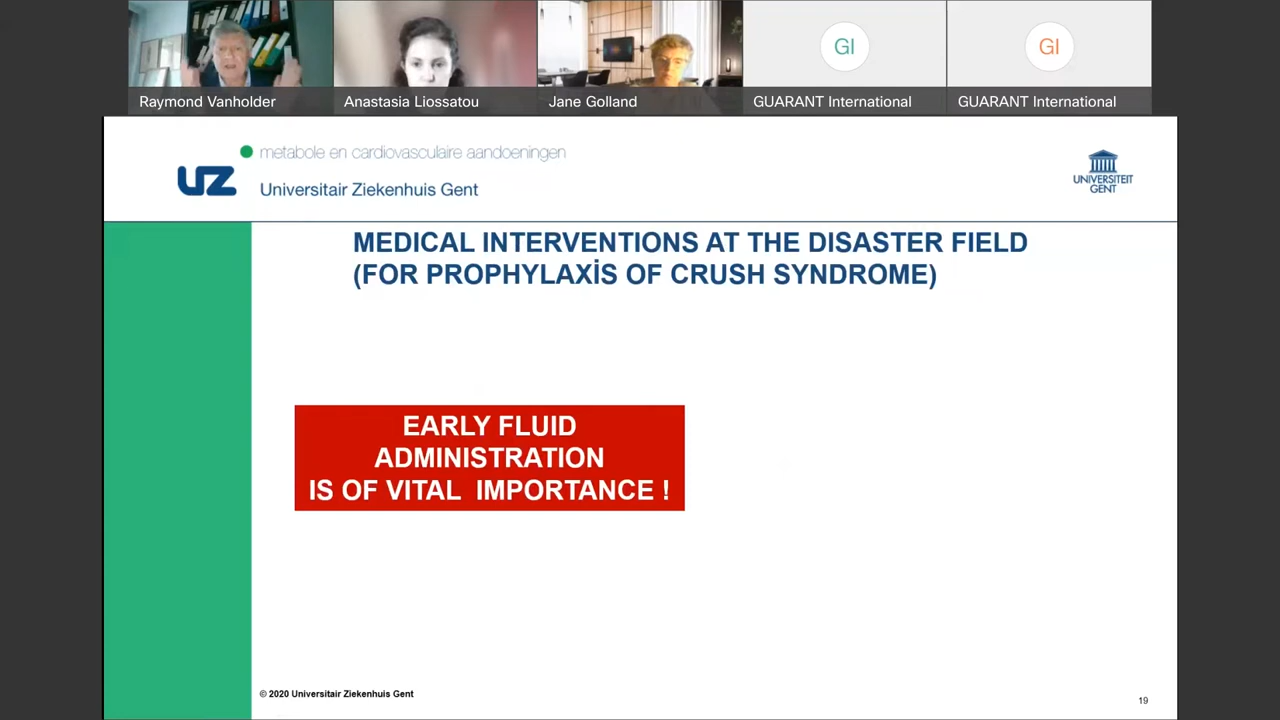 Raymond Vanholder
Anastasia Liossatou
Jane Golland
GI
GUARANT International
GI
GUARANT International
metabole en cardiovasculaire aandoeningen
UZ
Universitair Ziekenhuis Gent
UNIVERSITEIT
GENT
MEDICAL INTERVENTIONS AT THE DISASTER FIELD
(FOR PROPHYLAXİS OF CRUSH SYNDROME)
EARLY FLUID
ADMINISTRATION
IS OF VITAL IMPORTANCE !
© 2020 Universitair Ziekenhuis Gent
19